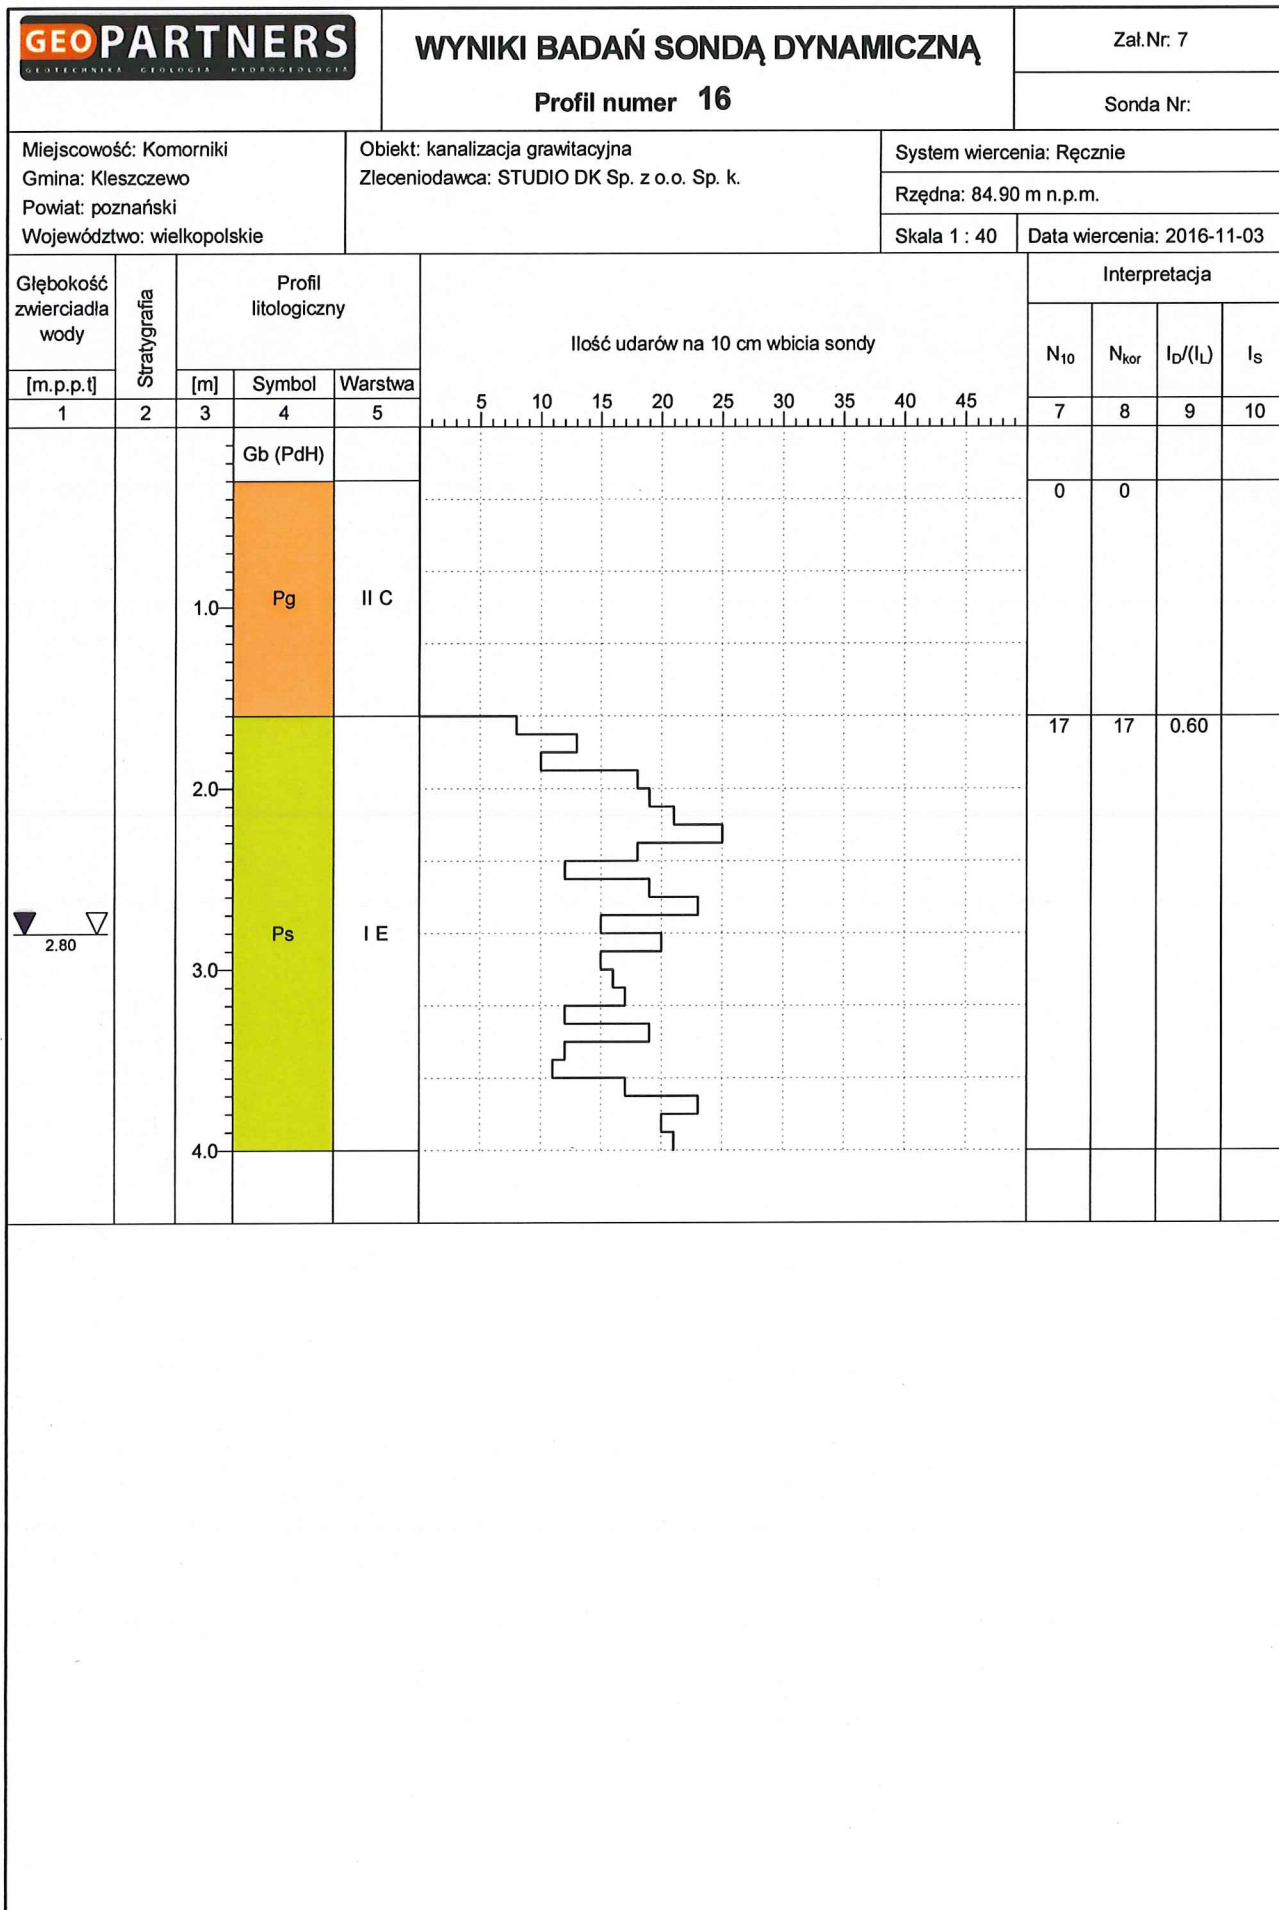 GEOPARTNERS
GEOTECHNIKA GEOLOGIA HYDROGEOLOGIA
WYNIKI BADAŃ SONDĄ DYNAMICZNĄ
Profil numer 16
Zał.Nr: 7
Sonda Nr:
Miejscowość: Komorniki
Gmina: Kleszczewo
Powiat: poznański
Województwo: wielkopolskie
Obiekt: kanalizacja grawitacyjna
Zleceniodawca: STUDIO DK Sp. z o.o. Sp. k.
System wiercenia: Ręcznie
Rzędna: 84.90 m n.p.m.
Skala 1 : 40
Data wiercenia: 2016-11-03
Głębokość
zwierciadła
wody
[m.p.p.t]
Stratygrafia
Profil
litologiczny
[m] Symbol Warstwa
Ilość udarów na 10 cm wbicia sondy
5 10 15 20 25 30 35 40 45
Interpretacja
N10 Nkor ID/(IL) IS
1 2 3 4 5 7 8 9 10
Gb (PdH)
0 0
1.0 Pg II C
17 17 0.60
2.0
2.80
Ps I E
3.0
4.0